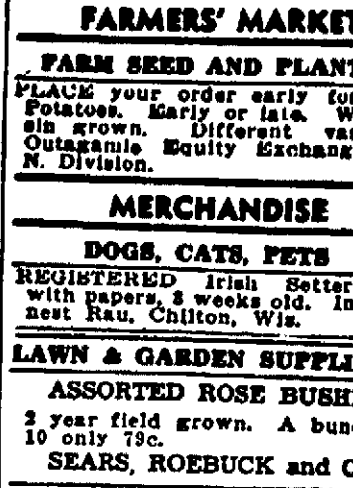 FARMERS' MARKET
FARM SEED AND PLANT
PLACE your order early for
Potatoes. Early or late. W
sin grown. Different va
Outagamie Equity Exchang
N. Division.
MERCHANDISE
DOGS, CATS, PETS
REGISTERED Irish Setter
with papers, 8 weeks old. In
nest Rau, Chilton, Wis.
LAWN & GARDEN SUPPLI
ASSORTED ROSE BUSH
2 year field grown. A bun
10 only 79c.
SEARS, ROEBUCK and C